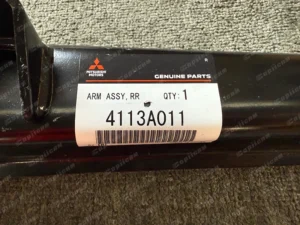 MITSUBISHI
MOTORS
GENUINE PARTS
ARM ASSY, RR QTY: 1
4113A011